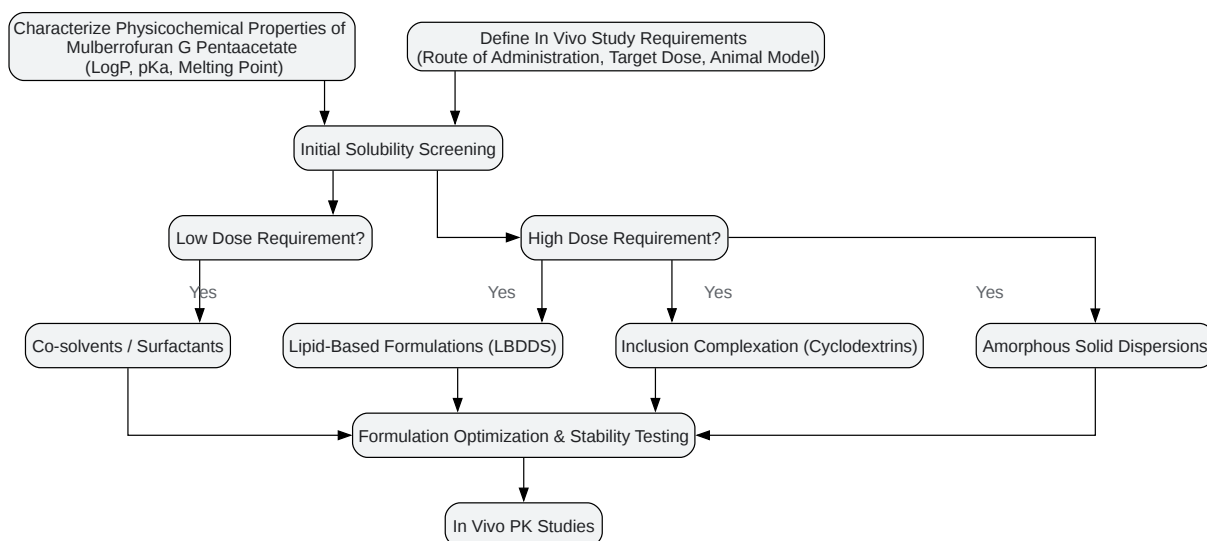 Characterize Physicochemical Properties of
Mulberrofuran G Pentaacetate
(LogP, pKa, Melting Point)
Define In Vivo Study Requirements
(Route of Administration, Target Dose, Animal Model)
Initial Solubility Screening
Low Dose Requirement?
High Dose Requirement?
Yes
Yes
Yes
Yes
Co-solvents / Surfactants
Lipid-Based Formulations (LBDDS)
Inclusion Complexation (Cyclodextrins)
Amorphous Solid Dispersions
Formulation Optimization & Stability Testing
In Vivo PK Studies